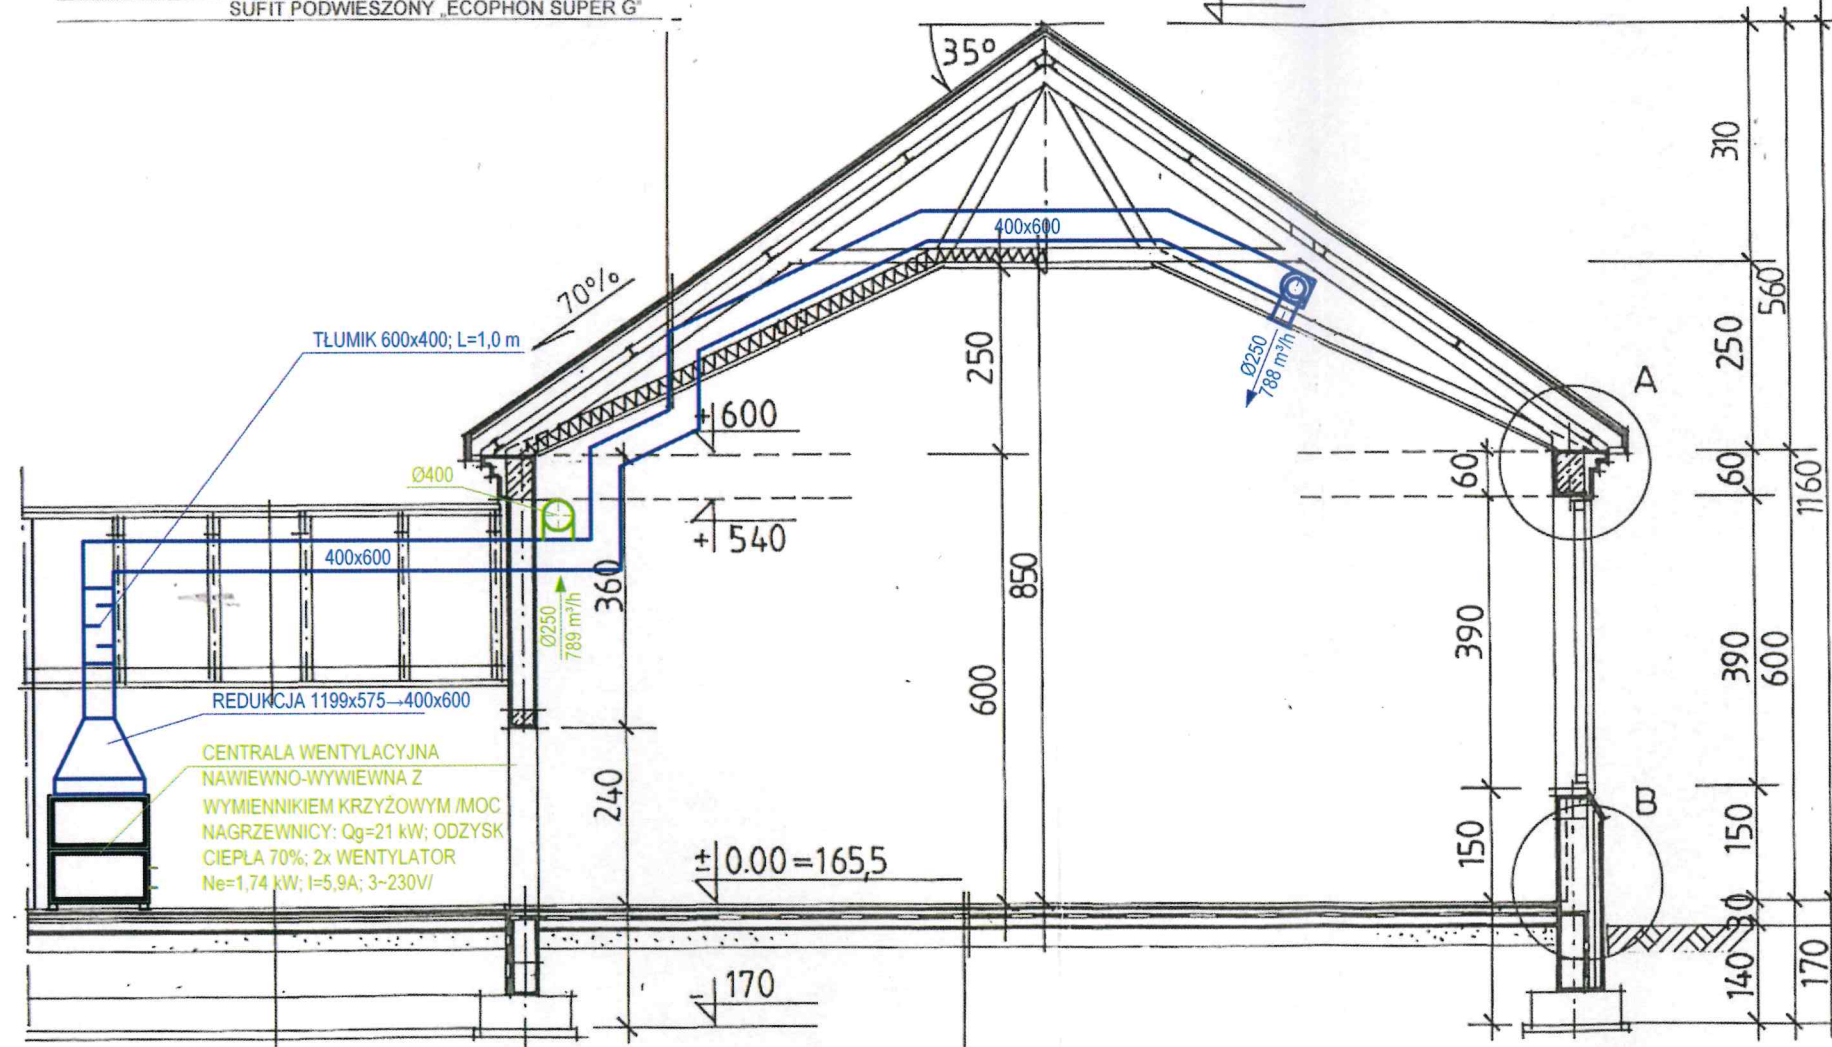 SUFIT PODWIESZONY „ECOPHON SUPER G"
35°
70%
400x600
TŁUMIK 600x400; L=1,0 m
Ø250
788 m³/h
310
560
250
250
A
+600
60
60
1160
Ø400
+540
400x600
360
850
Ø250
789 m³/h
390
390
600
600
REDUKCJA 1199x575→400x600
CENTRALA WENTYLACYJNA
NAWIEWNO-WYWIEWNA Z
WYMIENNIKIEM KRZYŻOWYM /MOC
NAGRZEWNICY: Qg=21 kW; ODZYSK
CIEPŁA 70%; 2x WENTYLATOR
Ne=1,74 kW; I=5,9A; 3~230V/
240
B
150
150
±0.00=165,5
30
140
170
-170